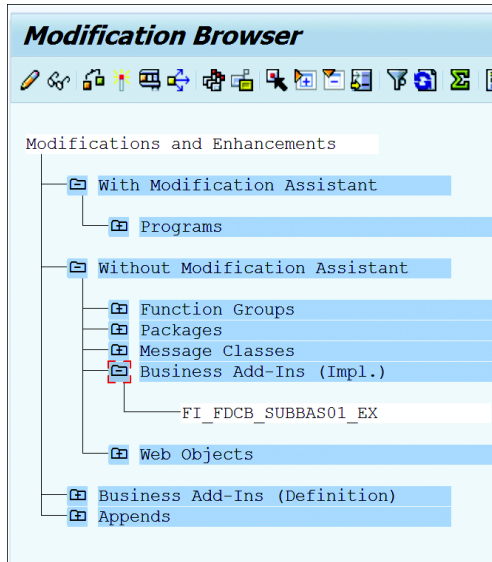 Modification Browser
Modifications and Enhancements
With Modification Assistant
Programs
Without Modification Assistant
Function Groups
Packages
Message Classes
Business Add-Ins (Impl.)
FI_FDCB_SUBBAS01_EX
Web Objects
Business Add-Ins (Definition)
Appends